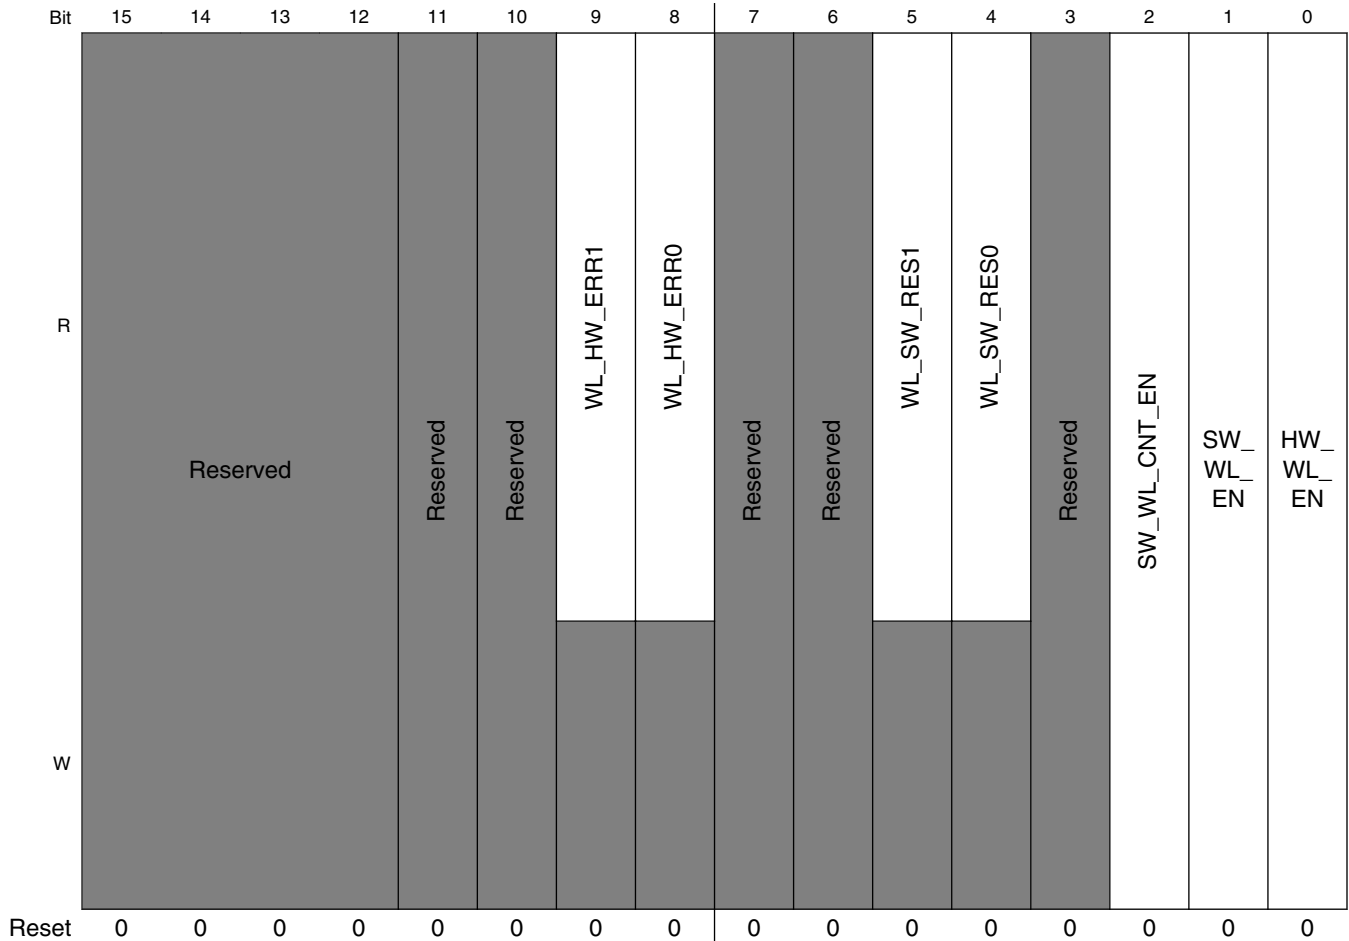 Bit 15 14 13 12 11 10 9 8 7 6 5 4 3 2 1 0
R
W
Reserved
Reserved
Reserved
WL_HW_ERR1
WL_HW_ERR0
Reserved
Reserved
WL_SW_RES1
WL_SW_RES0
Reserved
SW_WL_CNT_EN
SW_
WL_
EN
HW_
WL_
EN
Reset 0 0 0 0 0 0 0 0 0 0 0 0 0 0 0 0